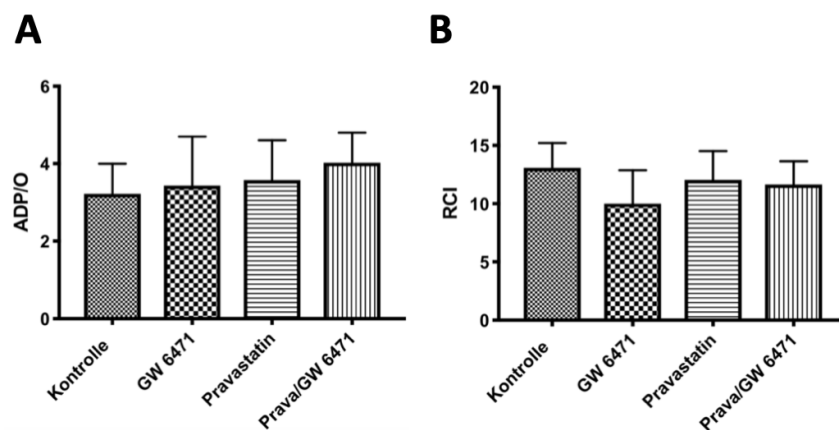 A
B
6
4
2
0
ADP/O
Kontrolle
GW 6471
Pravastatin
Prava/GW 6471
20
15
10
5
0
RCI
Kontrolle
GW 6471
Pravastatin
Prava/GW 6471